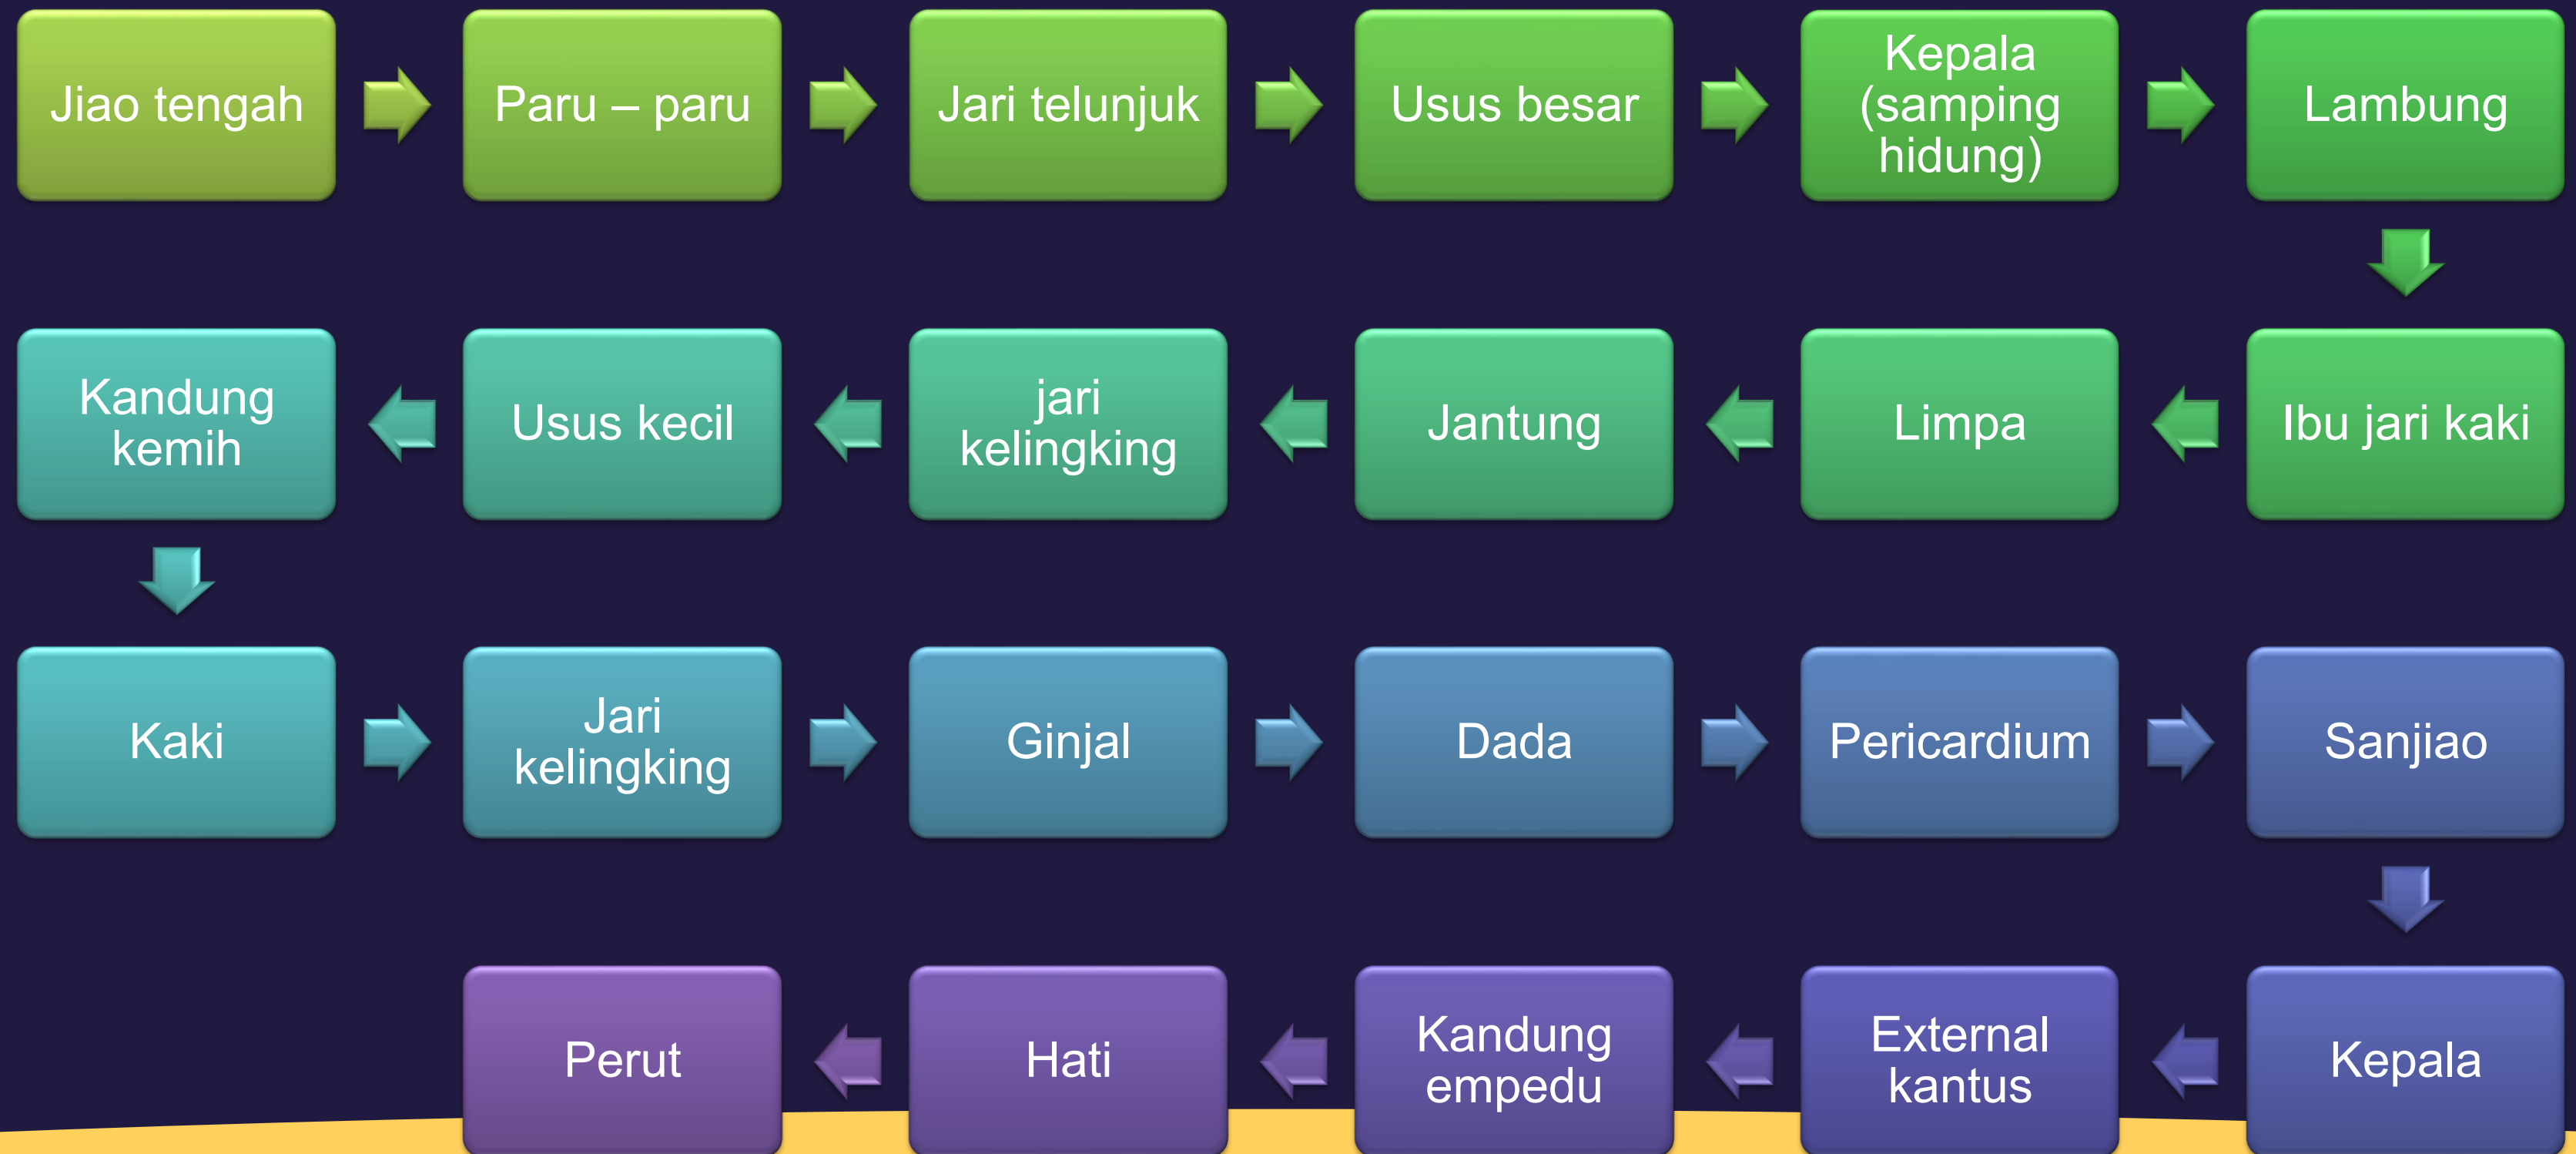 Jiao tengah
Paru – paru
Jari telunjuk
Usus besar
Kepala
(samping
hidung)
Lambung
Ibu jari kaki
Limpa
Jantung
jari
kelingking
Usus kecil
Kandung
kemih
Kaki
Jari
kelingking
Ginjal
Dada
Pericardium
Sanjiao
Kepala
External
kantus
Kandung
empedu
Hati
Perut